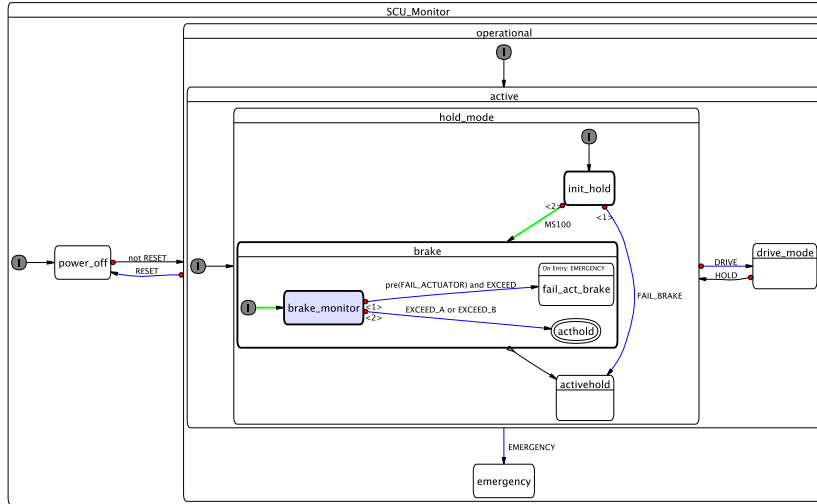 SCU_Monitor
operational
I
active
hold_mode
I
init_hold
<2>
<1>
MS100
brake
On Entry: EMERGENCY
fail_act_brake
pre(FAIL_ACTUATOR) and EXCEED
I
brake_monitor
<1>
<2>
EXCEED_A or EXCEED_B
acthold
FAIL_BRAKE
activehold
I
power_off
not RESET
RESET
I
DRIVE
HOLD
drive_mode
EMERGENCY
emergency